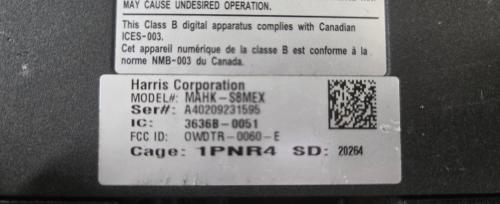 MAY CAUSE UNDESIRED OPERATION.
This Class B digital apparatus complies with Canadian
ICES-003.
Cet appareil numérique de la classe B est conforme à la
norme NMB-003 du Canada.
Harris Corporation
MODEL#: MAHK-S8MEX
Ser#: A40209231595
IC: 3636B-0051
FCC ID: OWDTR-0060-E
Cage: 1PNR4 SD: 20264